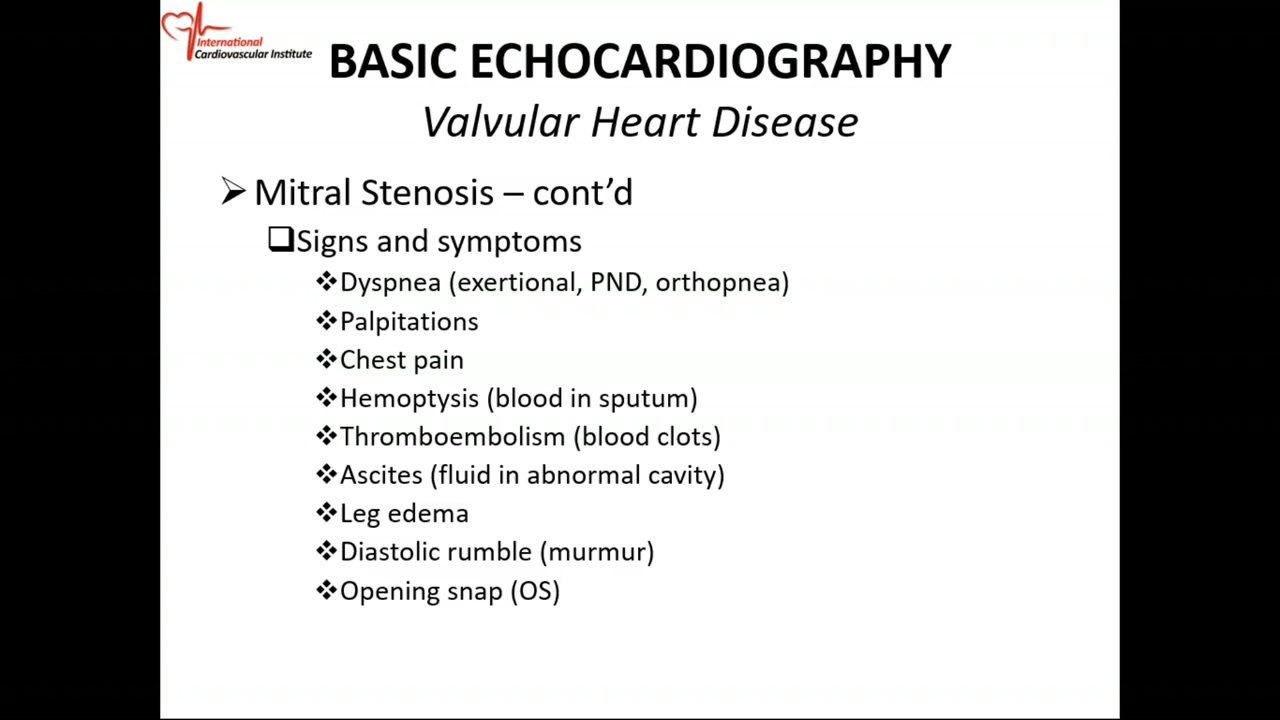 International
Cardiovascular Institute
BASIC ECHOCARDIOGRAPHY
Valvular Heart Disease
Mitral Stenosis – cont’d
Signs and symptoms
Dyspnea (exertional, PND, orthopnea)
Palpitations
Chest pain
Hemoptysis (blood in sputum)
Thromboembolism (blood clots)
Ascites (fluid in abnormal cavity)
Leg edema
Diastolic rumble (murmur)
Opening snap (OS)